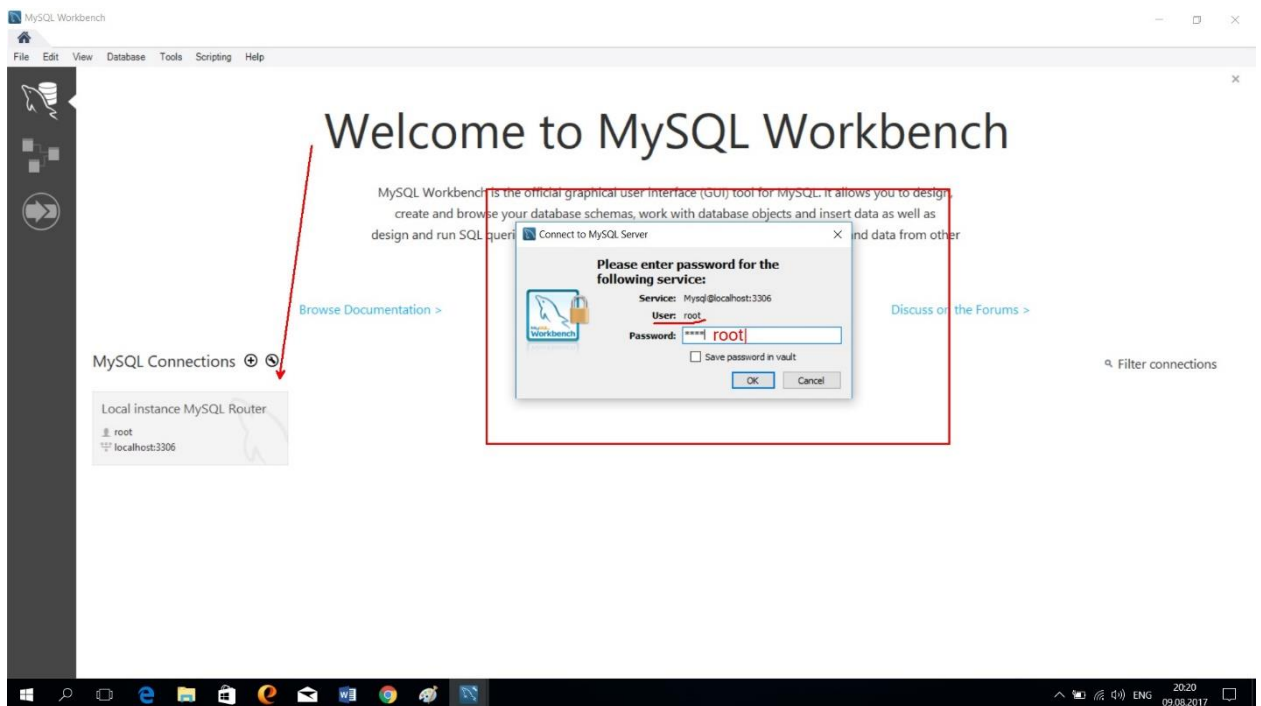 MySQL Workbench
File Edit View Database Tools Scripting Help
Welcome to MySQL Workbench
MySQL Workbench is the official graphical user interface (GUI) tool for MySQL. It allows you to design,
create and browse your database schemas, work with database objects and insert data as well as
design and run SQL queri
nd data from other
Connect to MySQL Server
Please enter password for the
following service:
Service: Mysql@localhost:3306
User: root
Password: **** root
Save password in vault
OK Cancel
MySQL
Workbench
Browse Documentation >
Discuss on the Forums >
MySQL Connections
Filter connections
Local instance MySQL Router
root
localhost:3306
ENG
20:20
09.08.2017